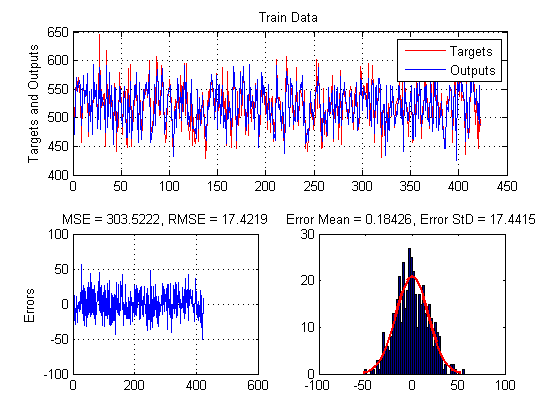 Train Data
Targets and Outputs
650
600
550
500
450
400
0 50 100 150 200 250 300 350 400 450
Targets
Outputs
MSE = 303.5222, RMSE = 17.4219
Errors
100
50
0
-50
-100
0 200 400 600
Error Mean = 0.18426, Error StD = 17.4415
30
20
10
0
-100 -50 0 50 100